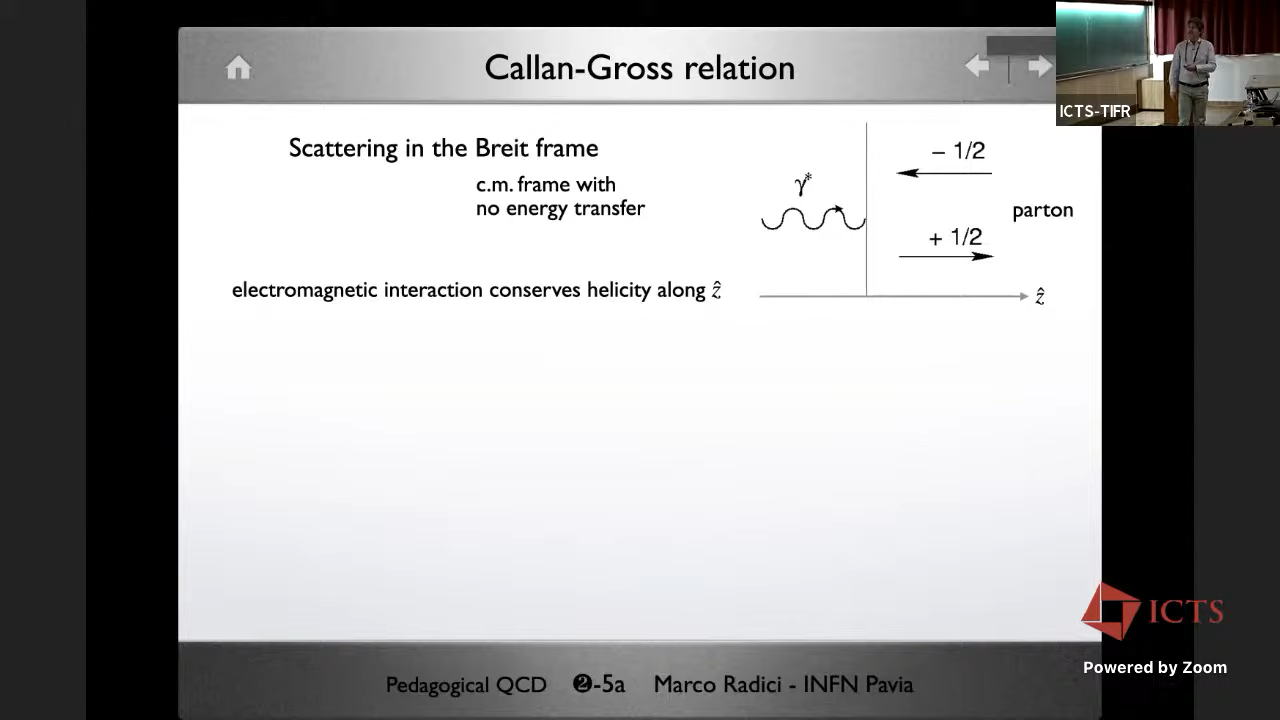 Callan-Gross relation
ICTS-TIFR
Scattering in the Breit frame
c.m. frame with
no energy transfer
γ*
− 1/2
parton
+ 1/2
electromagnetic interaction conserves helicity along ẑ
ẑ
ICTS
Powered by Zoom
Pedagogical QCD ❷-5a Marco Radici - INFN Pavia